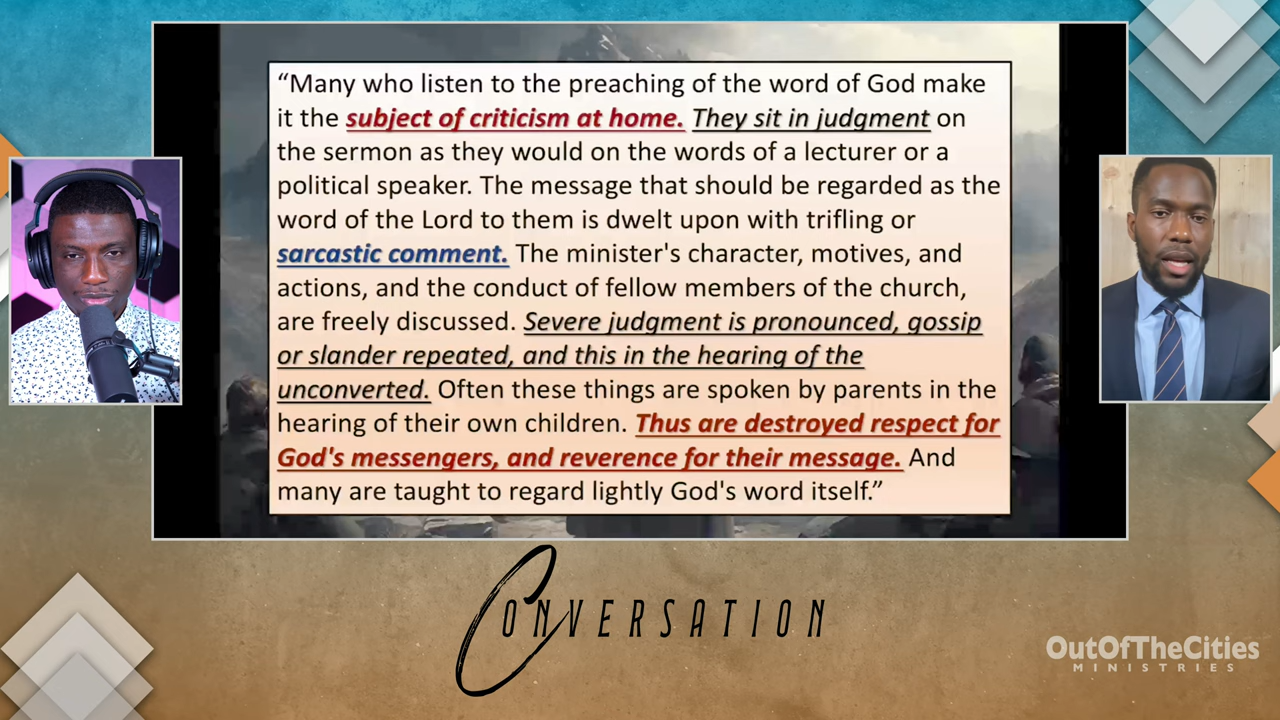 “Many who listen to the preaching of the word of God make
it the subject of criticism at home. They sit in judgment on
the sermon as they would on the words of a lecturer or a
political speaker. The message that should be regarded as the
word of the Lord to them is dwelt upon with trifling or
sarcastic comment. The minister's character, motives, and
actions, and the conduct of fellow members of the church,
are freely discussed. Severe judgment is pronounced, gossip
or slander repeated, and this in the hearing of the
unconverted. Often these things are spoken by parents in the
hearing of their own children. Thus are destroyed respect for
God's messengers, and reverence for their message. And
many are taught to regard lightly God's word itself.”
CONVERSATION
OutOfTheCities
MINISTRIES